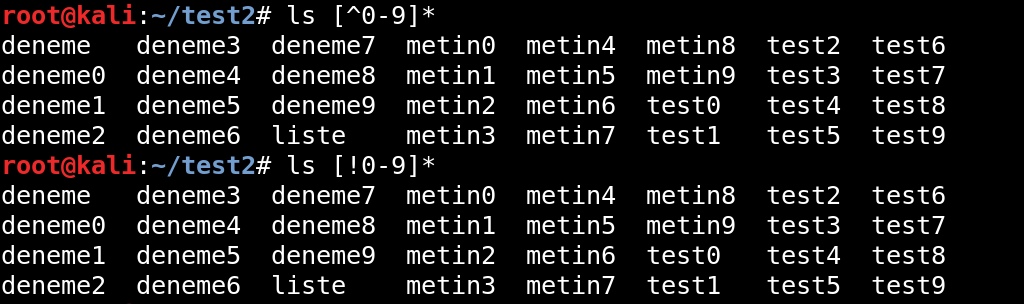 root@kali:~/test2# ls [^0-9]*
deneme   deneme3  deneme7  metin0  metin4  metin8  test2  test6
deneme0  deneme4  deneme8  metin1  metin5  metin9  test3  test7
deneme1  deneme5  deneme9  metin2  metin6  test0   test4  test8
deneme2  deneme6  liste    metin3  metin7  test1   test5  test9
root@kali:~/test2# ls [!0-9]*
deneme   deneme3  deneme7  metin0  metin4  metin8  test2  test6
deneme0  deneme4  deneme8  metin1  metin5  metin9  test3  test7
deneme1  deneme5  deneme9  metin2  metin6  test0   test4  test8
deneme2  deneme6  liste    metin3  metin7  test1   test5  test9